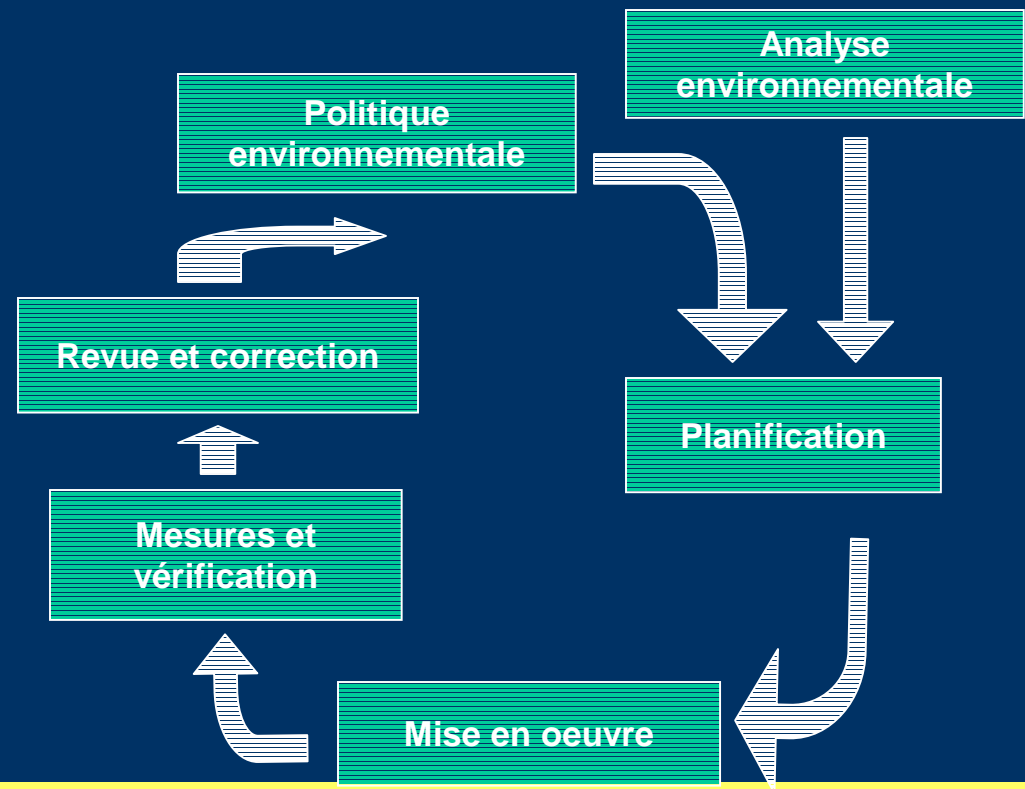 Analyse
environnementale
Politique
environnementale
Revue et correction
Planification
Mesures et
vérification
Mise en oeuvre